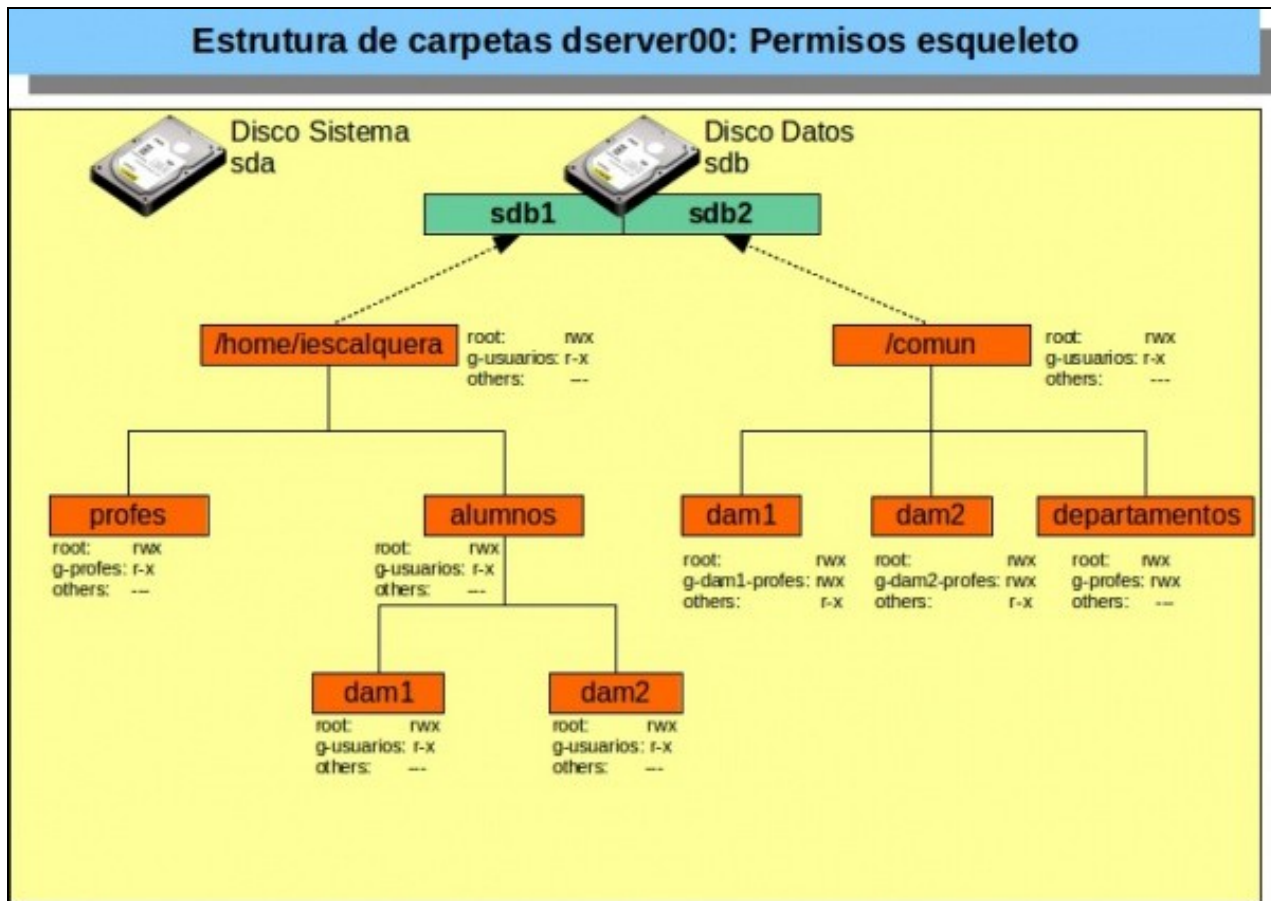 Estrutura de carpetas dserver00: Permisos esqueleto
Disco Sistema
sda
Disco Datos
sdb
sdb1
sdb2
/home/iescalquera
root: rwx
g-usuarios: r-x
others: ---
/comun
root: rwx
g-usuarios: r-x
others: ---
profes
root: rwx
g-profes: r-x
others: ---
alumnos
root: rwx
g-usuarios: r-x
others: ---
dam1
root: rwx
g-dam1-profes: rwx
others: r-x
dam2
root: rwx
g-dam2-profes: rwx
others: r-x
departamentos
root: rwx
g-profes: rwx
others: ---
dam1
root: rwx
g-usuarios: r-x
others: ---
dam2
root: rwx
g-usuarios: r-x
others: ---